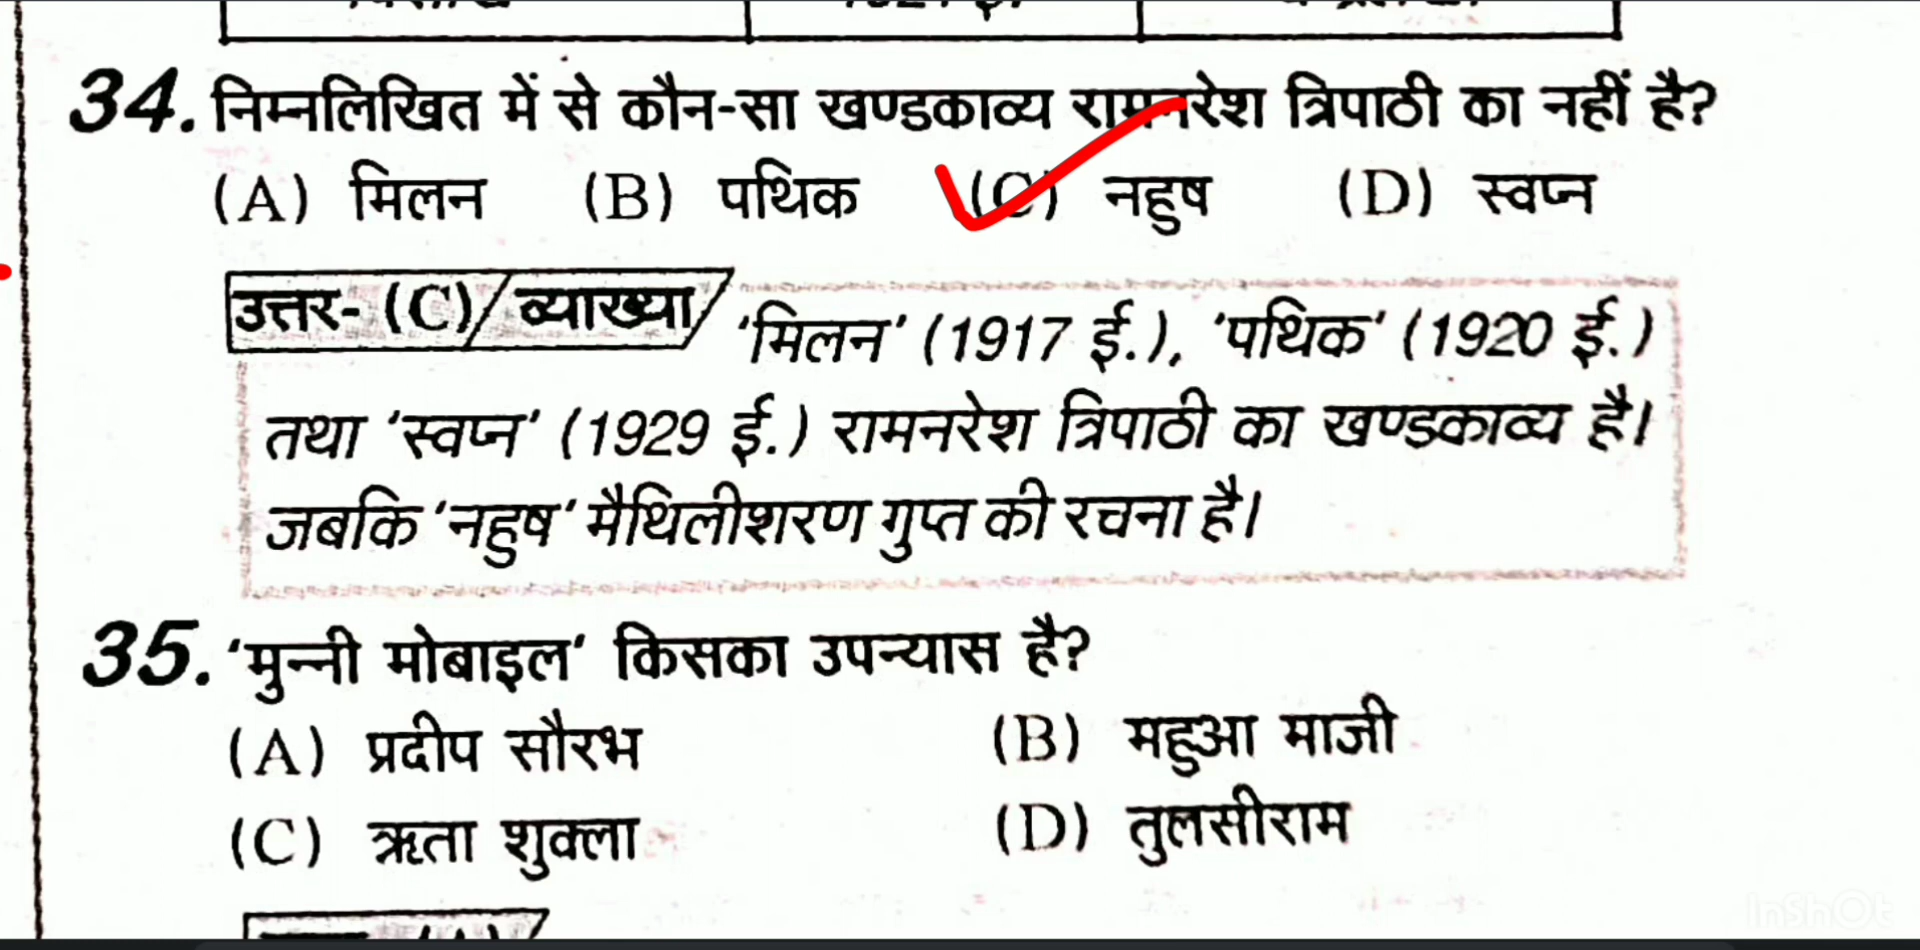 34. निम्नलिखित में से कौन-सा खण्डकाव्य रामनरेश त्रिपाठी का नहीं है?
(A) मिलन (B) पथिक (C) नहुष (D) स्वप्न
उत्तर- (C)/ व्याख्या/ 'मिलन' (1917 ई.), 'पथिक' (1920 ई.)
तथा 'स्वप्न' (1929 ई.) रामनरेश त्रिपाठी का खण्डकाव्य है।
जबकि 'नहुष' मैथिलीशरण गुप्त की रचना है।
35. 'मुन्नी मोबाइल' किसका उपन्यास है?
(A) प्रदीप सौरभ (B) महुआ माजी
(C) ऋता शुक्ला (D) तुलसीराम
InShOt